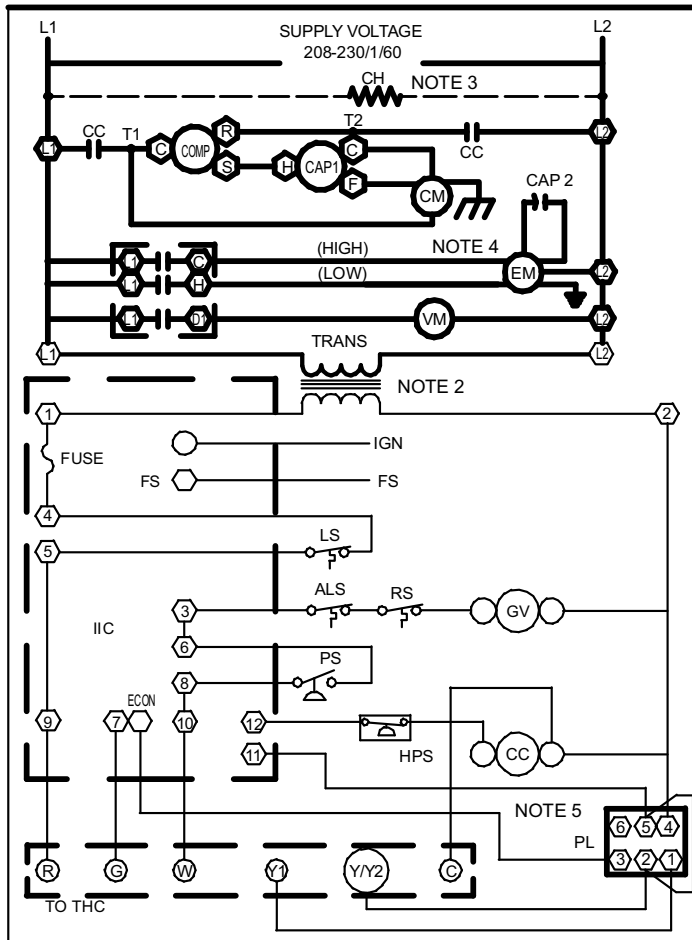 L1 SUPPLY VOLTAGE L2
208-230/1/60
CH NOTE 3
T1 T2
L1 CC C COMP R C CC L2
S H CAP1 F CM
CAP 2
(HIGH) NOTE 4
L1 C
(LOW) EM L2
L1 H
L1 D1 VM L2
TRANS
L1 L2
NOTE 2
1 2
IGN
FUSE
FS FS
4
LS
5
ALS RS
3 GV
IIC
6
PS
8
ECON
9 7 10 12 CC
HPS
11
NOTE 5
6 5 4
PL
3 2 1
R G W Y1 Y/Y2 C
TO THC